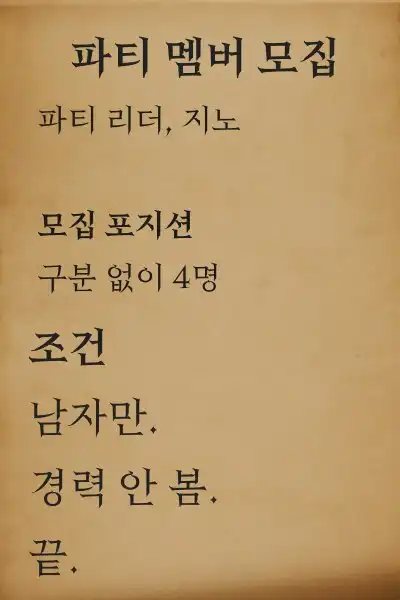 파티 멤버 모집
파티 리더, 지노
모집 포지션
구분 없이 4명
조건
남자만.
경력 안 봄.
끝.